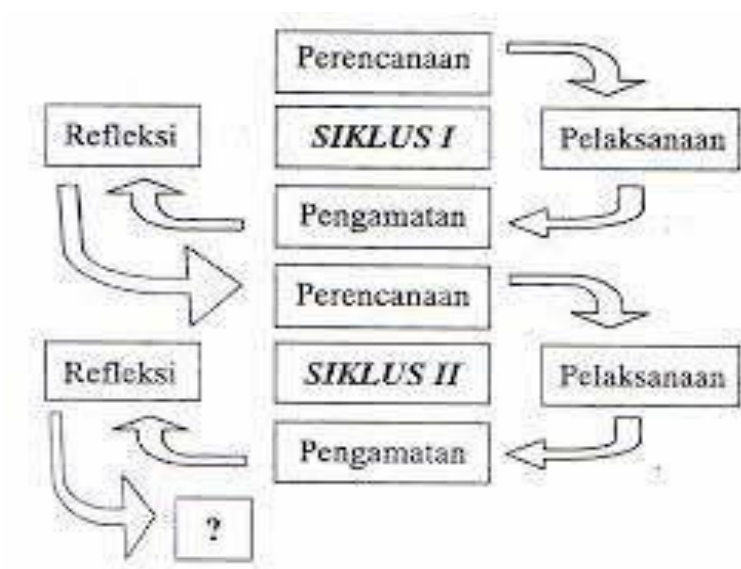 Perencanaan
Refleksi
SIKLUS I
Pelaksanaan
Pengamatan
Perencanaan
Refleksi
SIKLUS II
Pelaksanaan
Pengamatan
?